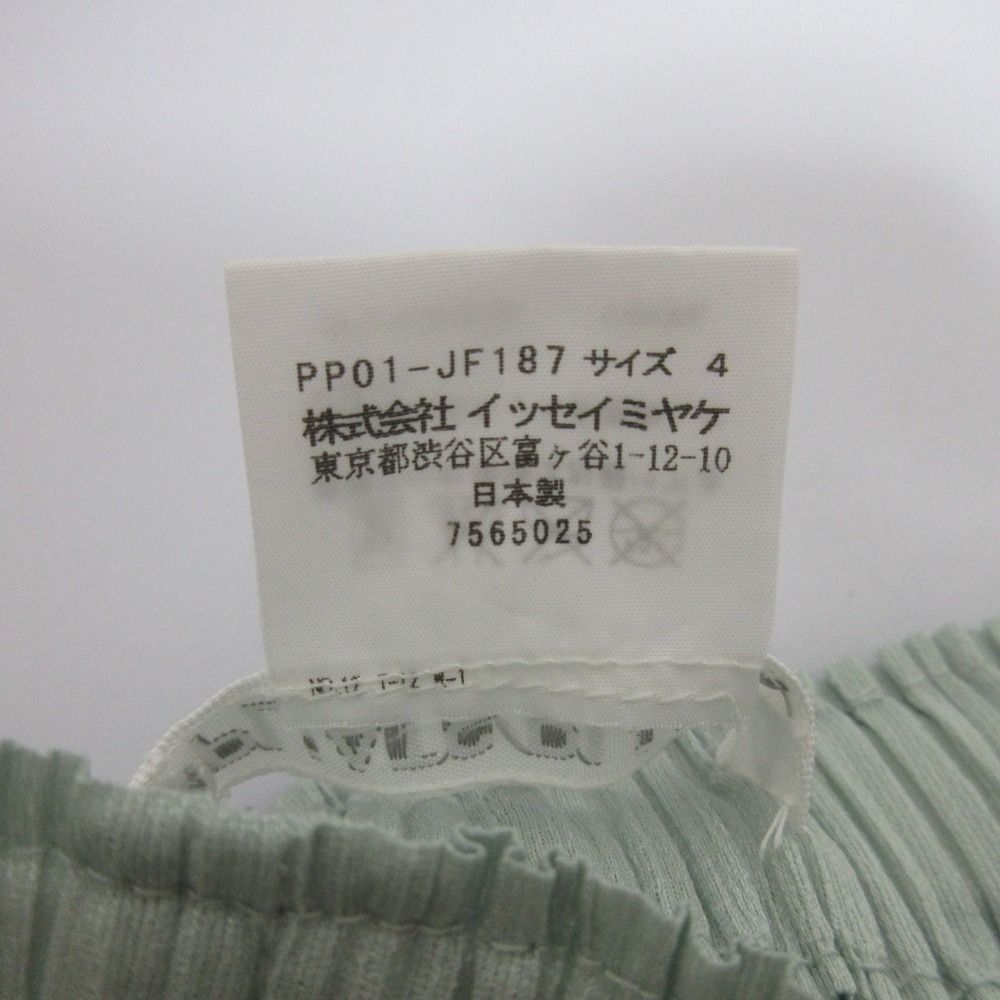 PP01-JF187 サイズ 4
株式会社 イッセイミヤケ
東京都渋谷区富ヶ谷1-12-10
日本製
7565025